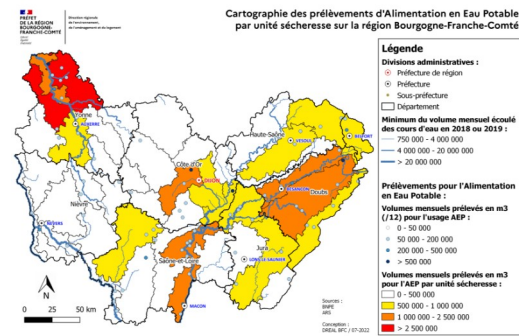 PRÉFET
DE LA RÉGION
BOURGOGNE-
FRANCHE-COMTÉ
Direction régionale
de l'environnement,
de l'aménagement et du logement
Cartographie des prélèvements d'Alimentation en Eau Potable
par unité sécheresse sur la région Bourgogne-Franche-Comté
Légende
Divisions administratives :
Préfecture de région
Préfecture
Sous-préfecture
Département
Minimum du volume mensuel écoulé
des cours d'eau en 2018 ou 2019 :
750 000 - 4 000 000
4 000 000 - 20 000 000
> 20 000 000
Prélèvements pour l'Alimentation
en Eau Potable :
Volumes mensuels prélevés en m3
(/12) pour l'usage AEP :
0 - 50 000
50 000 - 200 000
200 000 - 500 000
> 500 000
Volumes mensuels prélevés en m3
pour l'AEP par unité sécheresse :
0 - 500 000
500 000 - 1 000 000
1 000 000 - 2 500 000
> 2 500 000
Yonne
AUXERRE
Haute-Saône
VESOUL
BELFORT
Côte d'Or
DIJON
BESANÇON
Doubs
Nièvre
NEVERS
Jura
LONS-LE-SAUNIER
Saône-et-Loire
MACON
N
0 25 50 km
Sources :
BNPE
ARS
Conception :
DREAL BFC / 07-2022